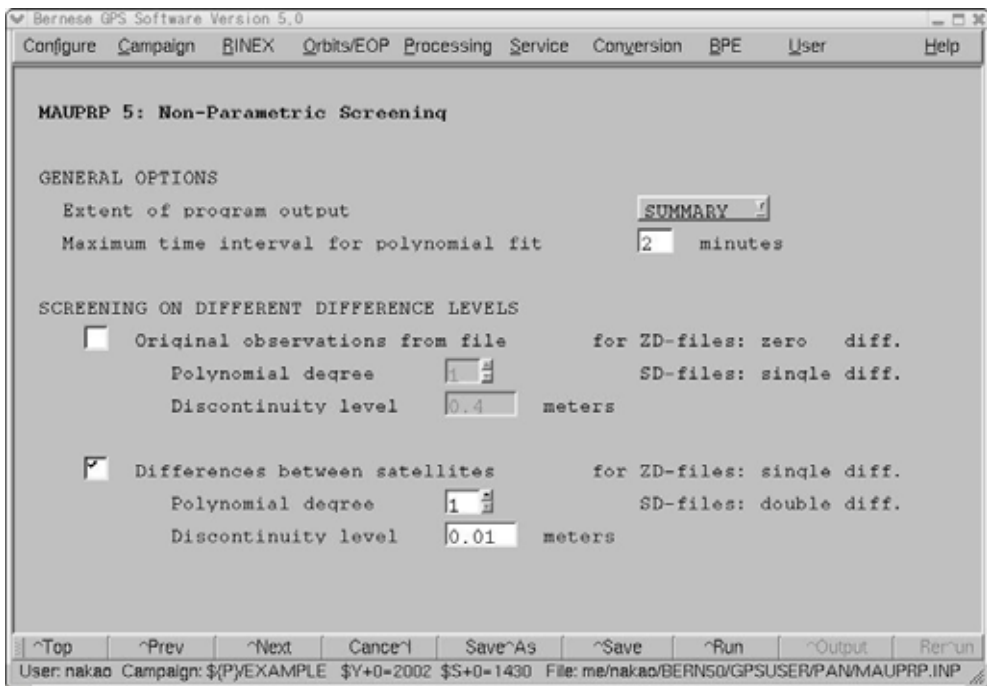 Bernese GPS Software Version 5.0
Configure Campaign RINEX Orbits/EOP Processing Service Conversion BPE User Help
MAUPRP 5: Non-Parametric Screening
GENERAL OPTIONS
Extent of program output SUMMARY
Maximum time interval for polynomial fit 2 minutes
SCREENING ON DIFFERENT DIFFERENCE LEVELS
Original observations from file for ZD-files: zero diff.
Polynomial degree 1 SD-files: single diff.
Discontinuity level 0.4 meters
Differences between satellites for ZD-files: single diff.
Polynomial degree 1 SD-files: double diff.
Discontinuity level 0.01 meters
^Top ^Prev ^Next Cance^l Save^As ^Save ^Run ^Output Rer^un
User: nakao Campaign: ${P}/EXAMPLE $Y+0=2002 $S+0=1430 File: me/nakao/BERN50/GPSUSER/PAN/MAUPRP.INP